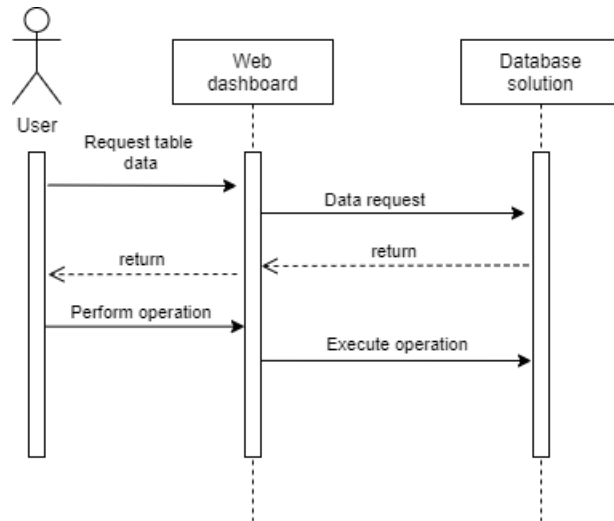 Web
dashboard
Database
solution
User
Request table
data
Data request
return
return
Perform operation
Execute operation